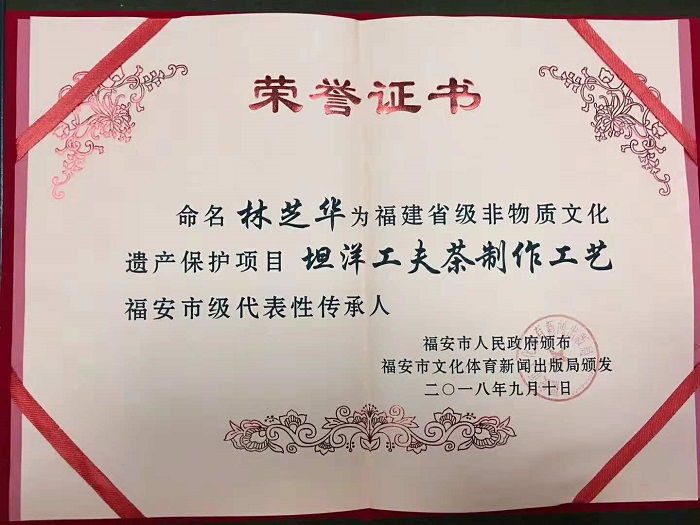 荣誉证书
命名 林芝华 为福建省级非物质文化
遗产保护项目 坦洋工夫茶制作工艺
福安市级代表性传承人
福安市人民政府颁布
福安市文化体育新闻出版局颁发
二〇一八年九月十日